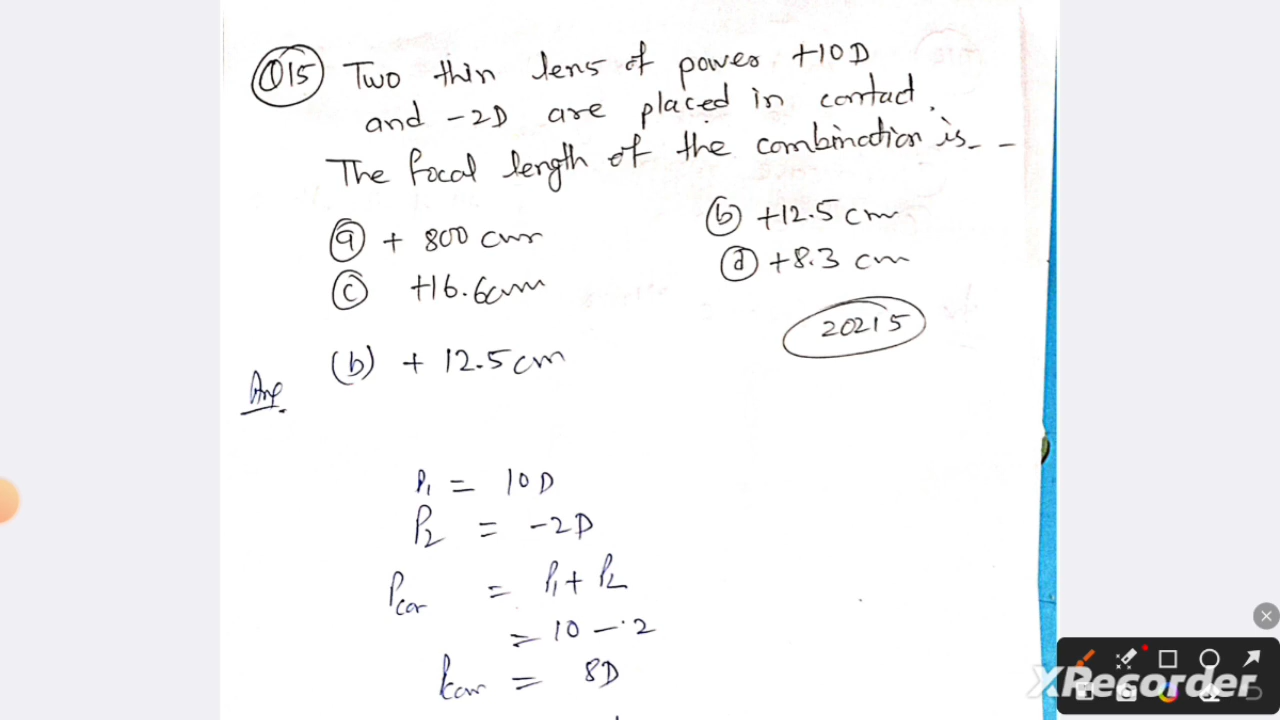 Q15 Two thin lens of power +10D
and -2D are placed in contact.
The focal length of the combination is--
(a) + 800 cm
(b) +12.5 cm
(c) +16.6cm
(d) +8.3 cm
20215
Ans (b) + 12.5cm
P1 = 10D
P2 = -2D
Pcom = P1 + P2
= 10 - 2
Pcom = 8D
XRecorder